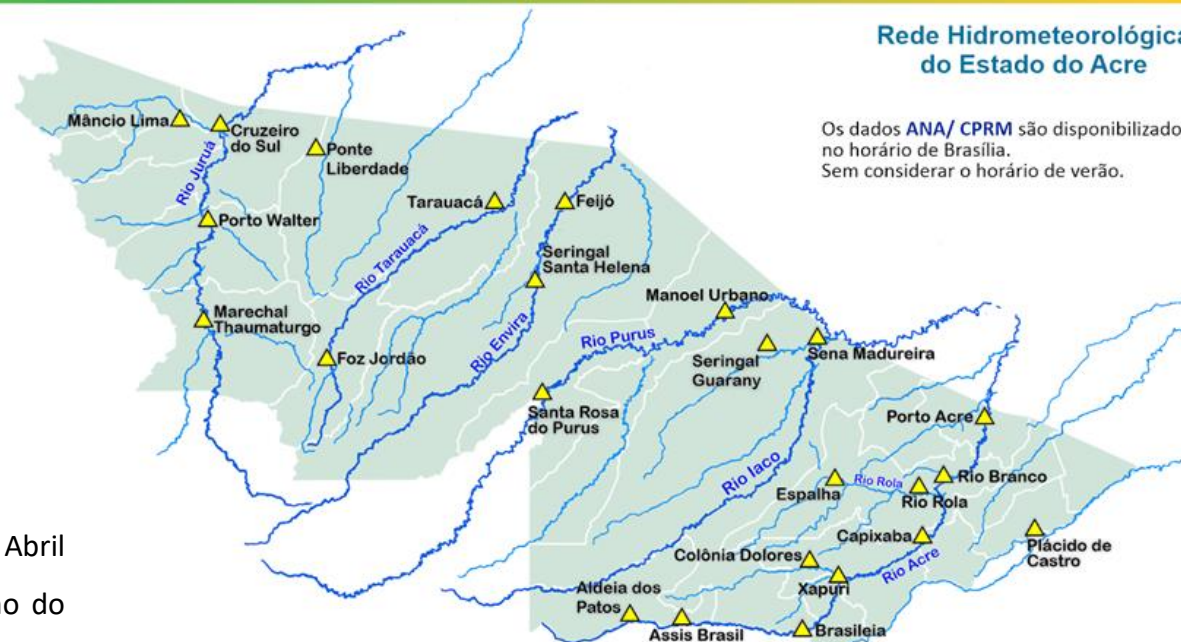 Rede Hidrometeorológica
do Estado do Acre
Os dados ANA/ CPRM são disponibilizado
no horário de Brasília.
Sem considerar o horário de verão.
Mâncio Lima
Cruzeiro
do Sul
Ponte
Liberdade
Rio Juruá
Porto Walter
Tarauacá
Feijó
Rio Tarauacá
Seringal
Santa Helena
Marechal
Thaumaturgo
Foz Jordão
Rio Envira
Manoel Urbano
Rio Purus
Seringal
Guarany
Sena Madureira
Santa Rosa
do Purus
Porto Acre
Rio Iaco
Espalha
Rio Rola
Rio Rola
Rio Branco
Capixaba
Plácido de
Castro
Colônia Dolores
Rio Acre
Xapuri
Aldeia dos
Patos
Assis Brasil
Brasileia
Abril
o do